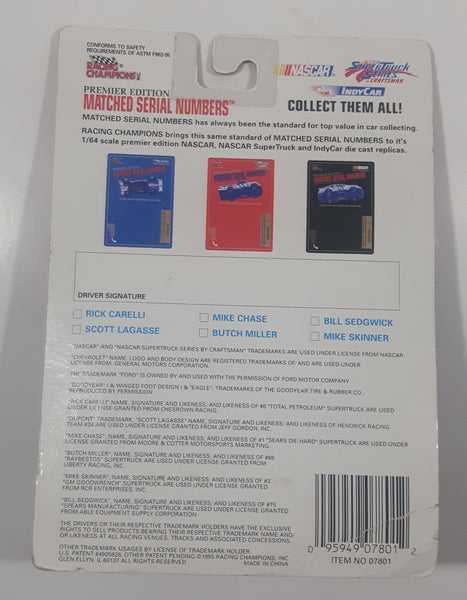 CONFORMS TO SAFETY
REQUIREMENTS OF ASTM F963-95
RACING
CHAMPIONS
NASCAR
SuperTruck
Series
by CRAFTSMAN
INDYCAR
PREMIER EDITION
MATCHED SERIAL NUMBERS™
COLLECT THEM ALL!
MATCHED SERIAL NUMBERS has always been the standard for top value in car collecting.
RACING CHAMPIONS brings this same standard of MATCHED SERIAL NUMBERS to it's
1/64 scale premier edition NASCAR, NASCAR SuperTruck and IndyCar die cast replicas.
MATCHED SERIAL NUMBERS
MATCHED SERIAL NUMBERS
MATCHED SERIAL NUMBERS
DRIVER SIGNATURE
RICK CARELLI
MIKE CHASE
BILL SEDGWICK
SCOTT LAGASSE
BUTCH MILLER
MIKE SKINNER
"NASCAR" AND "NASCAR SUPERTRUCK SERIES BY CRAFTSMAN" TRADEMARKS ARE USED UNDER LICENSE FROM NASCAR.
"CHEVROLET" NAME, LOGO AND BODY DESIGN ARE REGISTERED TRADEMARKS OF, AND ARE USED UNDER
LICENSE FROM, GENERAL MOTORS CORPORATION.
THE TRADEMARK "FORD" IS OWNED BY AND USED WITH THE PERMISSION OF FORD MOTOR COMPANY.
"GOODYEAR" (& WINGED FOOT DESIGN) & "EAGLE". TRADEMARKS OF THE GOODYEAR TIRE & RUBBER CO.,
REPRODUCED BY PERMISSION.
"RICK CARELLI" NAME, SIGNATURE AND LIKENESS; AND LIKENESS OF #6 "TOTAL PETROLEUM" SUPERTRUCK ARE USED
UNDER LICENSE GRANTED FROM CHESROWN RACING.
"DUPONT" TRADEMARK, "SCOTT LAGASSE" NAME, SIGNATURE AND LIKENESS; AND LIKENESS OF HENDRICK RACING
TEAM #24 ARE USED UNDER LICENSE FROM JEFF GORDON, INC.
"MIKE CHASE", NAME, SIGNATURE AND LIKENESS; AND LIKENESS OF #1 "SEARS DIE-HARD" SUPERTRUCK ARE USED
UNDER LICENSE GRANTED FROM MOORE & COTTER MOTORSPORTS MARKETING.
"BUTCH MILLER", NAME, SIGNATURE AND LIKENESS; AND LIKENESS OF #98
"RAYBESTOS" SUPERTRUCK ARE USED UNDER LICENSE GRANTED FROM
LIBERTY RACING, INC.
"MIKE SKINNER", NAME, SIGNATURE AND LIKENESS; AND LIKENESS OF #3
"GM GOODWRENCH" SUPERTRUCK ARE USED UNDER LICENSE GRANTED
FROM RCR ENTERPRISES, INC.
"BILL SEDGWICK", NAME, SIGNATURE AND LIKENESS; AND LIKENESS OF #75
"SPEARS MANUFACTURING" SUPERTRUCK ARE USED UNDER LICENSE GRANTED
FROM ABLE EQUIPMENT SUPPLY CORPORATION.
THE DRIVERS OR THEIR RESPECTIVE TRADEMARK HOLDERS HAVE THE EXCLUSIVE
RIGHTS TO SELL PRODUCTS BEARING THEIR RESPECTIVE TRADEMARK NAME AND/
OR LIKENESS AT ALL RACING VENUES, TRACKS AND ASSOCIATED CONCESSIONS.
OTHER TRADEMARK USAGES BY LICENSE OF TRADEMARK HOLDER
U.S. PATENT #4805829, OTHER PATENT PENDING ©1995 RACING CHAMPIONS, INC.
GLEN ELLYN, IL 60137 ALL RIGHTS RESERVED MADE IN CHINA
0 95949 07801 2
ITEM NO 07801